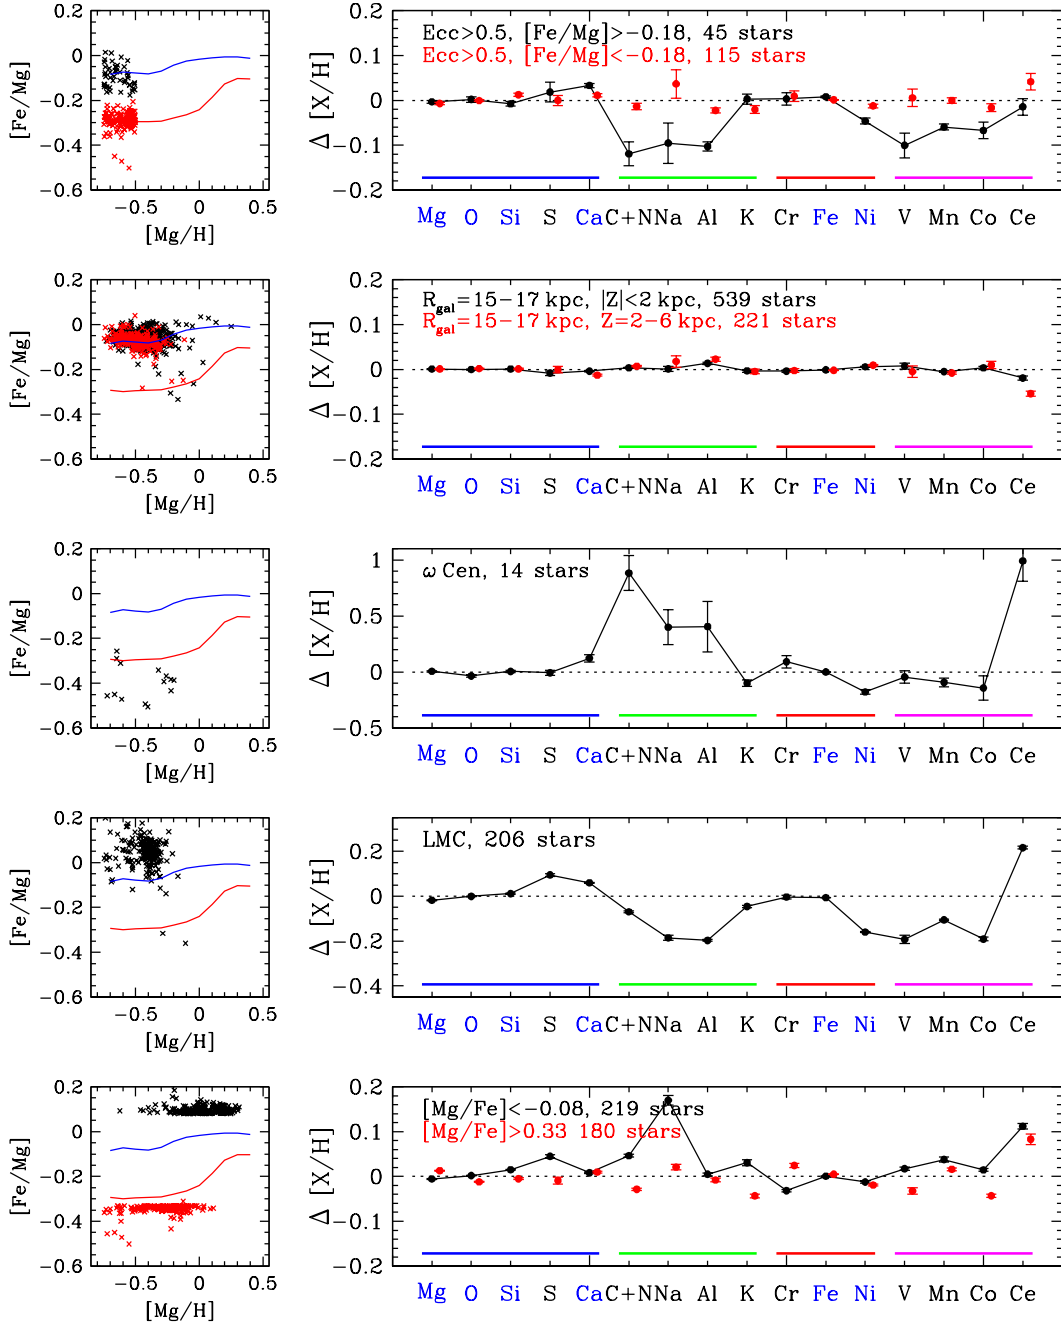 0.2
0
−0.2
−0.4
−0.6
[Fe/Mg]
−0.5 0 0.5
[Mg/H]
0.2
0.1
0
−0.1
−0.2
Δ [X/H]
Ecc>0.5, [Fe/Mg]>−0.18, 45 stars
Ecc>0.5, [Fe/Mg]<−0.18, 115 stars
Mg O Si S Ca C+N Na Al K Cr Fe Ni V Mn Co Ce
0.2
0
−0.2
−0.4
−0.6
[Fe/Mg]
−0.5 0 0.5
[Mg/H]
0.2
0.1
0
−0.1
−0.2
Δ [X/H]
Rgal=15−17 kpc, |Z|<2 kpc, 539 stars
Rgal=15−17 kpc, Z=2−6 kpc, 221 stars
Mg O Si S Ca C+N Na Al K Cr Fe Ni V Mn Co Ce
0.2
0
−0.2
−0.4
−0.6
[Fe/Mg]
−0.5 0 0.5
[Mg/H]
1
0.5
0
−0.5
Δ [X/H]
ω Cen, 14 stars
Mg O Si S Ca C+N Na Al K Cr Fe Ni V Mn Co Ce
0.2
0
−0.2
−0.4
−0.6
[Fe/Mg]
−0.5 0 0.5
[Mg/H]
0.2
0
−0.2
−0.4
Δ [X/H]
LMC, 206 stars
Mg O Si S Ca C+N Na Al K Cr Fe Ni V Mn Co Ce
0.2
0
−0.2
−0.4
−0.6
[Fe/Mg]
−0.5 0 0.5
[Mg/H]
0.2
0.1
0
−0.1
−0.2
Δ [X/H]
[Mg/Fe]<−0.08, 219 stars
[Mg/Fe]>0.33 180 stars
Mg O Si S Ca C+N Na Al K Cr Fe Ni V Mn Co Ce